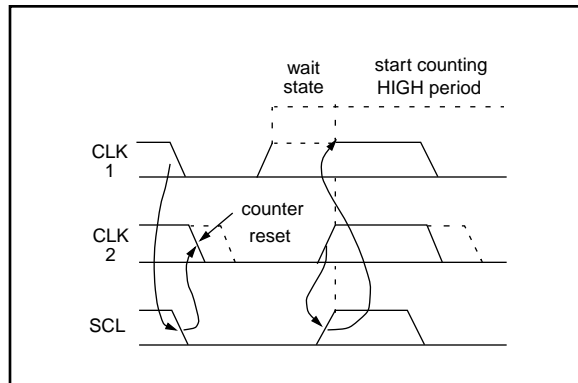 wait
state
start counting
HIGH period
CLK
1
counter
reset
CLK
2
SCL